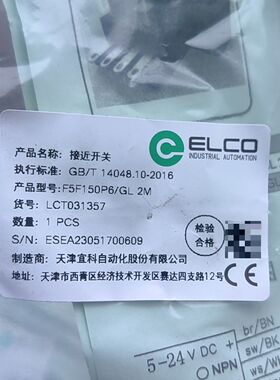 ELCO
INDUSTRIAL AUTOMATION
产品名称：接近开关
执行标准：GB/T 14048.10-2016
产品型号：F5F150P6/GL 2M
货号：LCT031357
数量：1 PCS
S/N：ESEA23051700609
检验
合格
制造商：天津宜科自动化股份有限公司
天津市西青区经济技术开发区赛达四支路12号
br/BN
5-24V DC
sw/BK
NPN
ws/WH